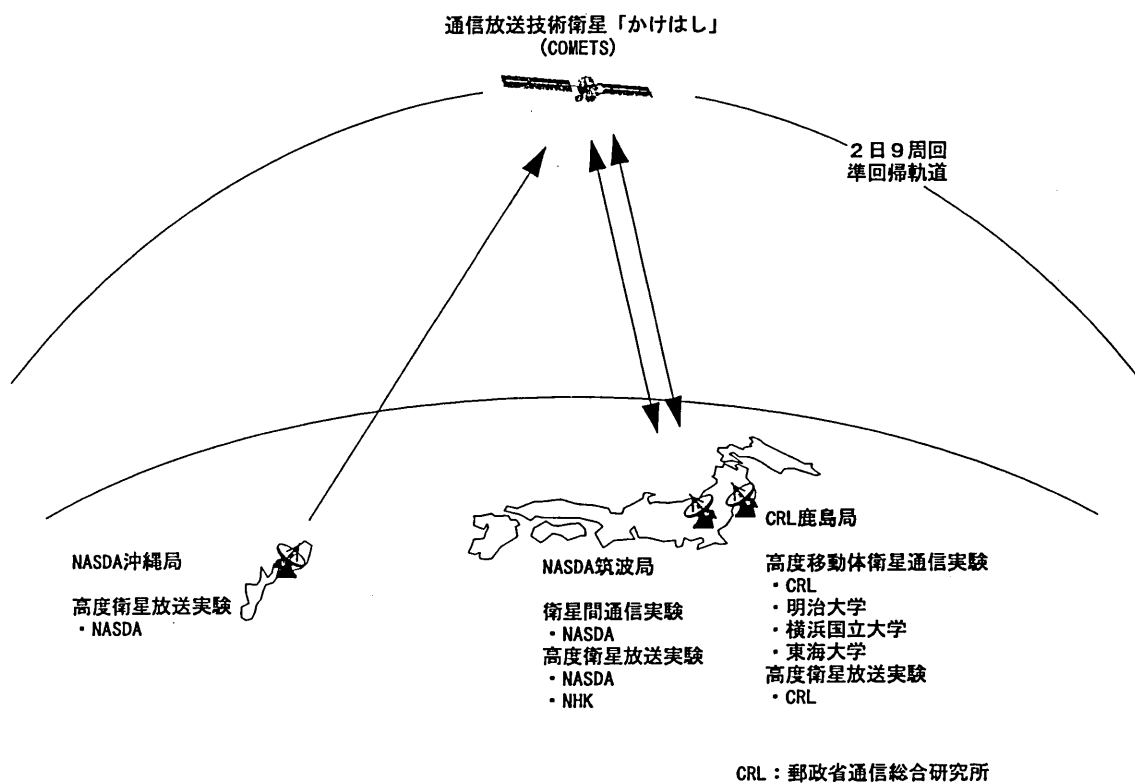 通信放送技術衛星「かけはし」
(COMETS)
2日9周回
準回帰軌道
NASDA沖縄局
高度衛星放送実験
・NASDA
NASDA筑波局
衛星間通信実験
・NASDA
高度衛星放送実験
・NASDA
・NHK
CRL鹿島局
高度移動体衛星通信実験
・CRL
・明治大学
・横浜国立大学
・東海大学
高度衛星放送実験
・CRL
CRL：郵政省通信総合研究所